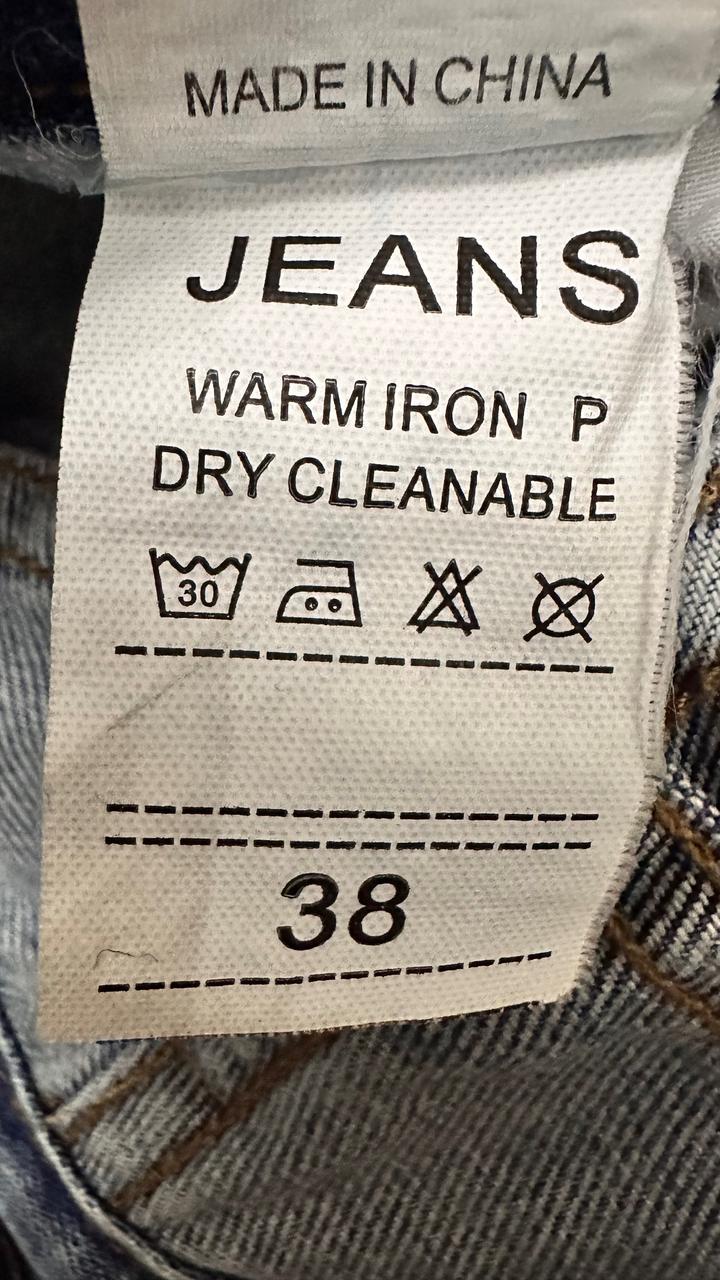 MADE IN CHINA
JEANS
WARM IRON P
DRY CLEANABLE
30
38